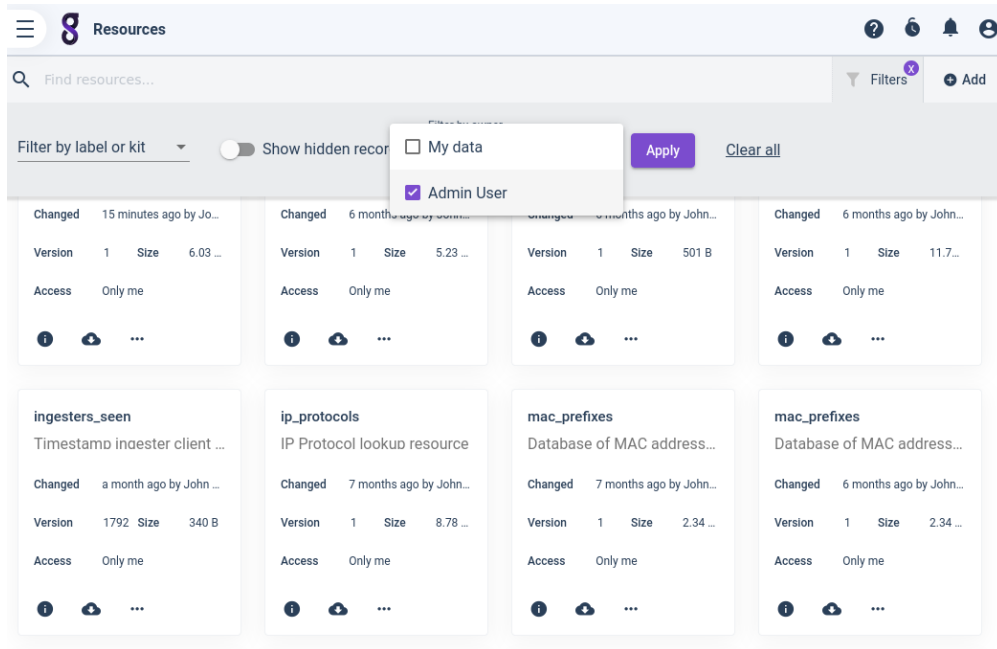 Resources
Find resources...
Filters
X
Add
Filter by label or kit
Show hidden recor
My data
Admin User
Apply
Clear all
Changed 15 minutes ago by Jo...
Version 1 Size 6.03 ...
Access Only me
Changed 6 months ago by John...
Version 1 Size 5.23 ...
Access Only me
Changed 6 months ago by John...
Version 1 Size 501 B
Access Only me
Changed 6 months ago by John...
Version 1 Size 11.7...
Access Only me
ingesters_seen
Timestamp ingester client ...
Changed a month ago by John ...
Version 1792 Size 340 B
Access Only me
ip_protocols
IP Protocol lookup resource
Changed 7 months ago by John...
Version 1 Size 8.78 ...
Access Only me
mac_prefixes
Database of MAC address...
Changed 7 months ago by John...
Version 1 Size 2.34 ...
Access Only me
mac_prefixes
Database of MAC address...
Changed 6 months ago by John...
Version 1 Size 2.34 ...
Access Only me